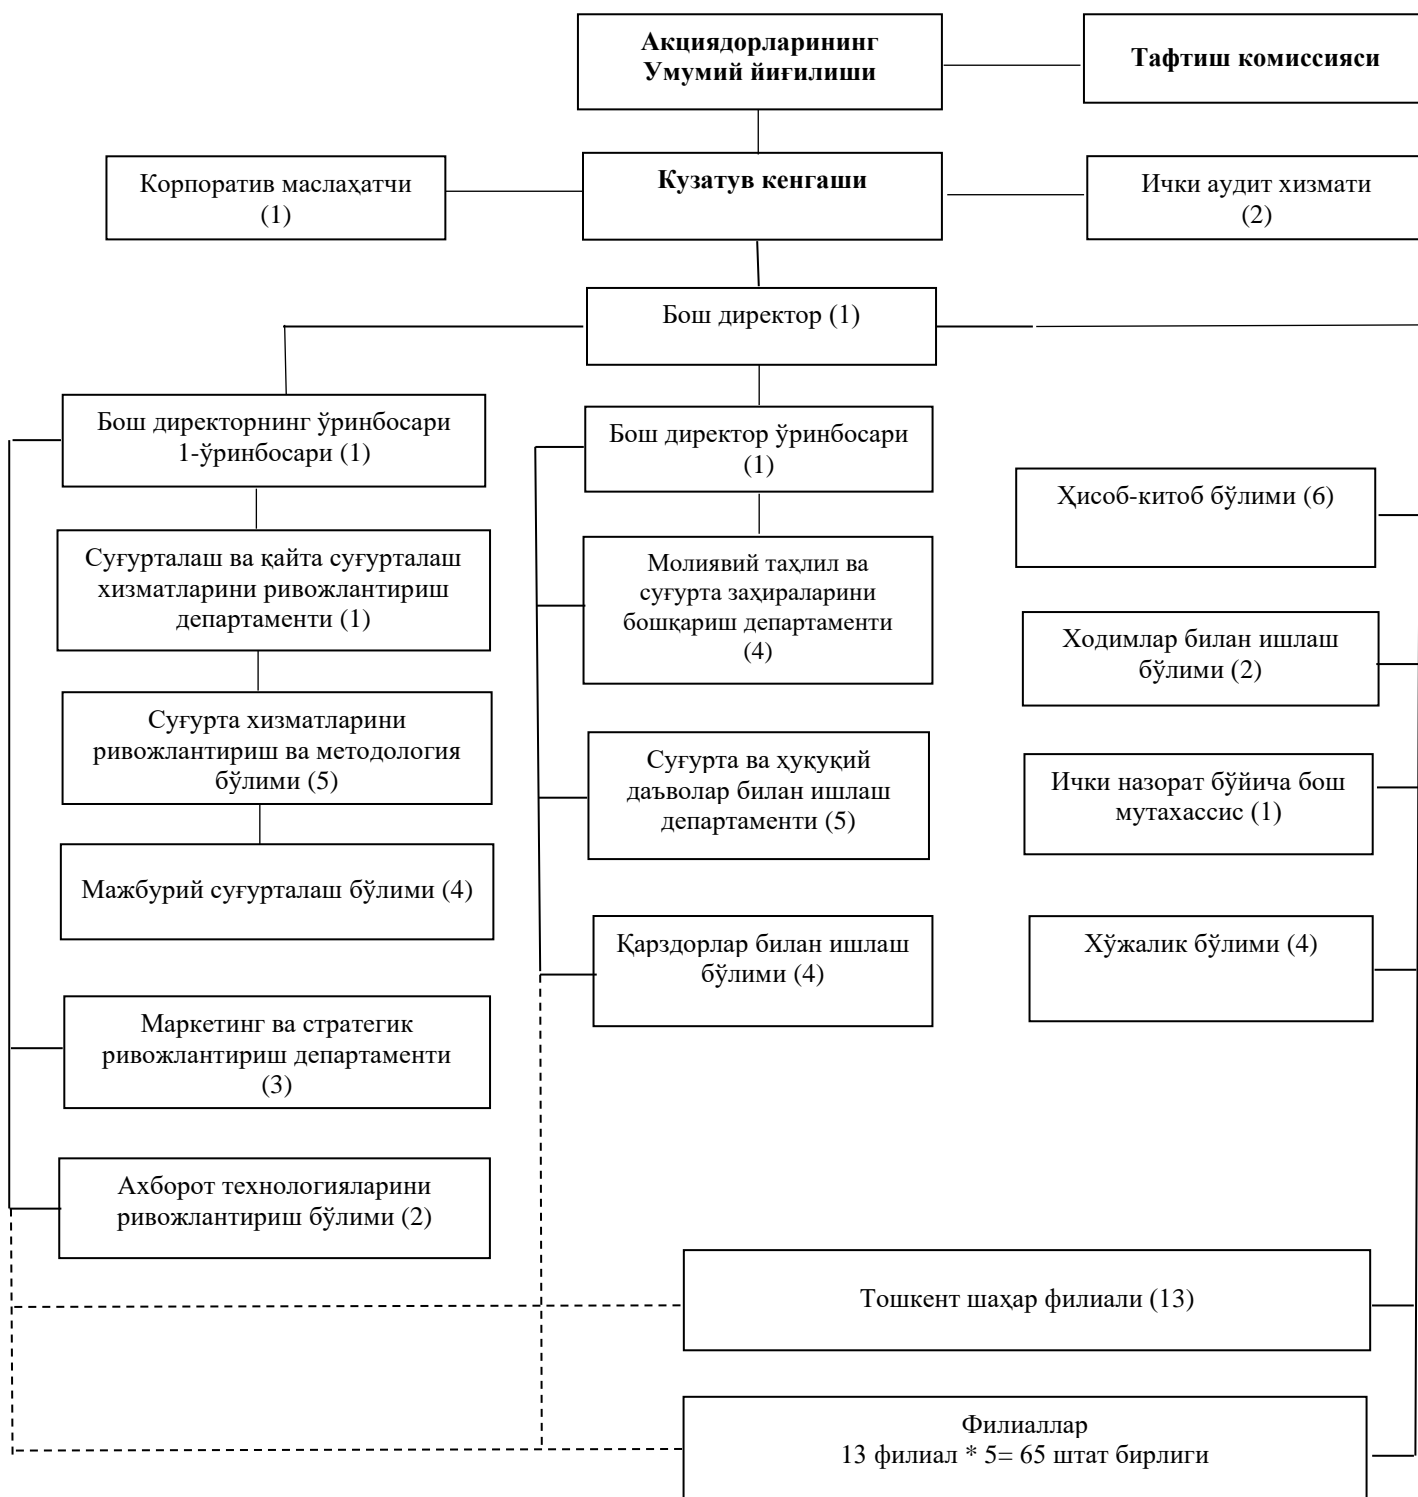 Акциядорларининг
Умумий йиғилиши
Тафтиш комиссияси
Корпоратив маслаҳатчи
(1)
Кузатув кенгаши
Ички аудит хизмати
(2)
Бош директор (1)
Бош директорнинг ўринбосари
1-ўринбосари (1)
Бош директор ўринбосари
(1)
Ҳисоб-китоб бўлими (6)
Суғурталаш ва қайта суғурталаш
хизматларини ривожлантириш
департаменти (1)
Молиявий таҳлил ва
суғурта заҳираларини
бошқариш департаменти
(4)
Ходимлар билан ишлаш
бўлими (2)
Суғурта хизматларини
ривожлантириш ва методология
бўлими (5)
Суғурта ва ҳуқуқий
даъволар билан ишлаш
департаменти (5)
Ички назорат бўйича бош
мутахассис (1)
Мажбурий суғурталаш бўлими (4)
Қарздорлар билан ишлаш
бўлими (4)
Хўжалик бўлими (4)
Маркетинг ва стратегик
ривожлантириш департаменти
(3)
Ахборот технологияларини
ривожлантириш бўлими (2)
Тошкент шаҳар филиали (13)
Филиаллар
13 филиал * 5= 65 штат бирлиги